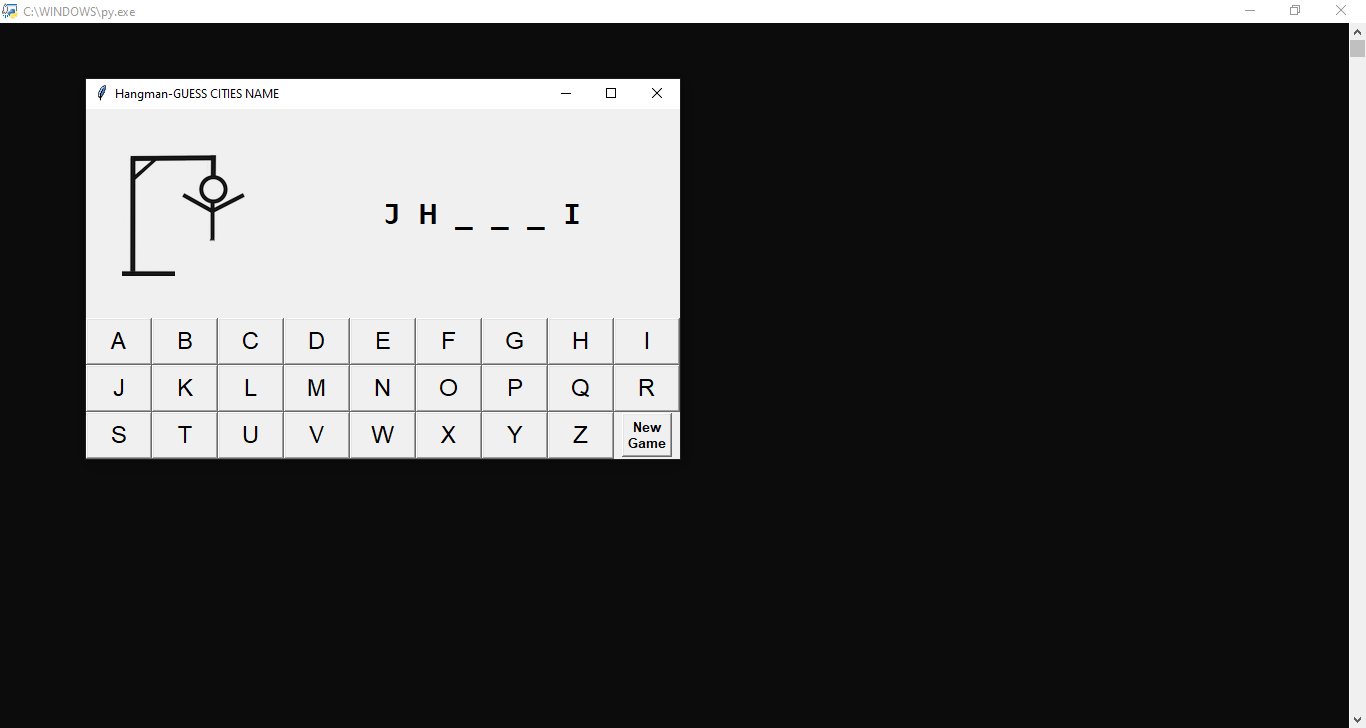 C:\WINDOWS\py.exe
Hangman-GUESS CITIES NAME
J H _ _ _ I
A B C D E F G H I
J K L M N O P Q R
S T U V W X Y Z New
Game